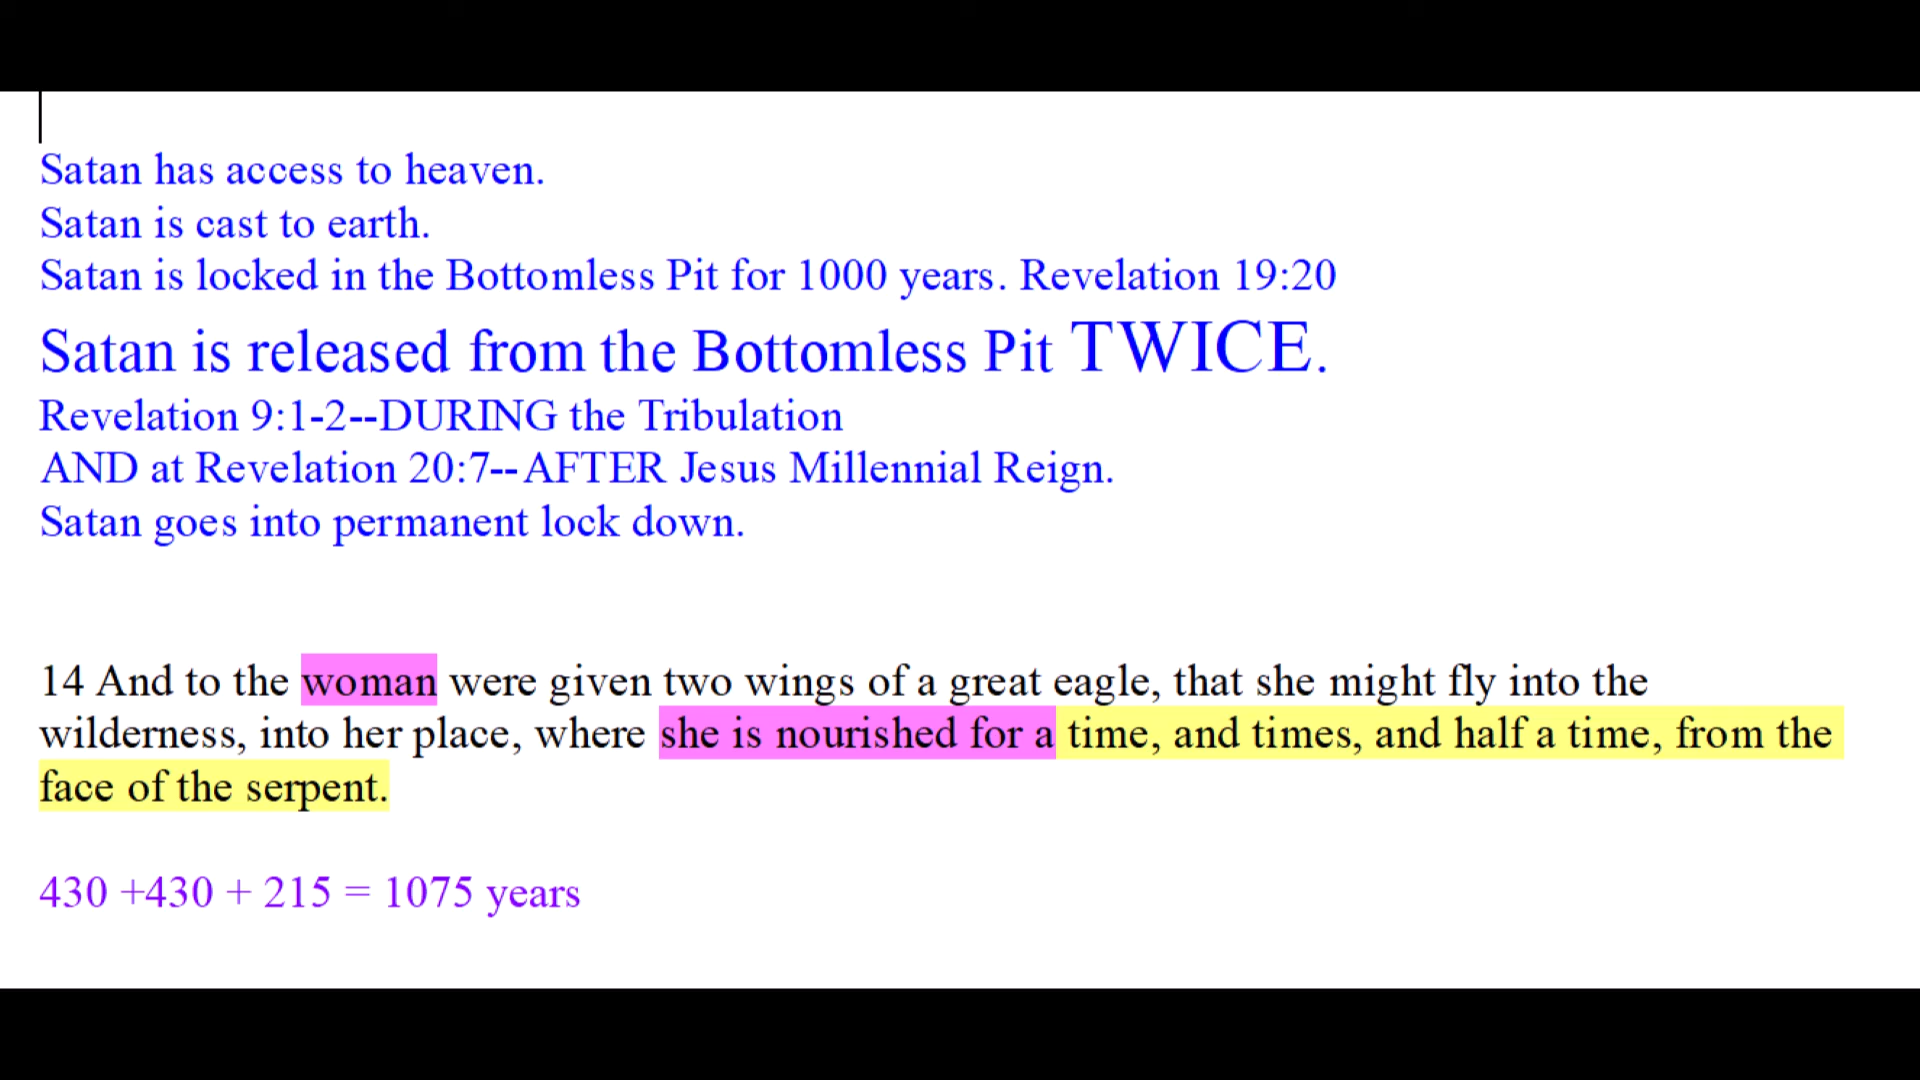 Satan has access to heaven.
Satan is cast to earth.
Satan is locked in the Bottomless Pit for 1000 years. Revelation 19:20
Satan is released from the Bottomless Pit TWICE.
Revelation 9:1-2--DURING the Tribulation
AND at Revelation 20:7--AFTER Jesus Millennial Reign.
Satan goes into permanent lock down.
14 And to the woman were given two wings of a great eagle, that she might fly into the
wilderness, into her place, where she is nourished for a time, and times, and half a time, from the
face of the serpent.
430 +430 + 215 = 1075 years